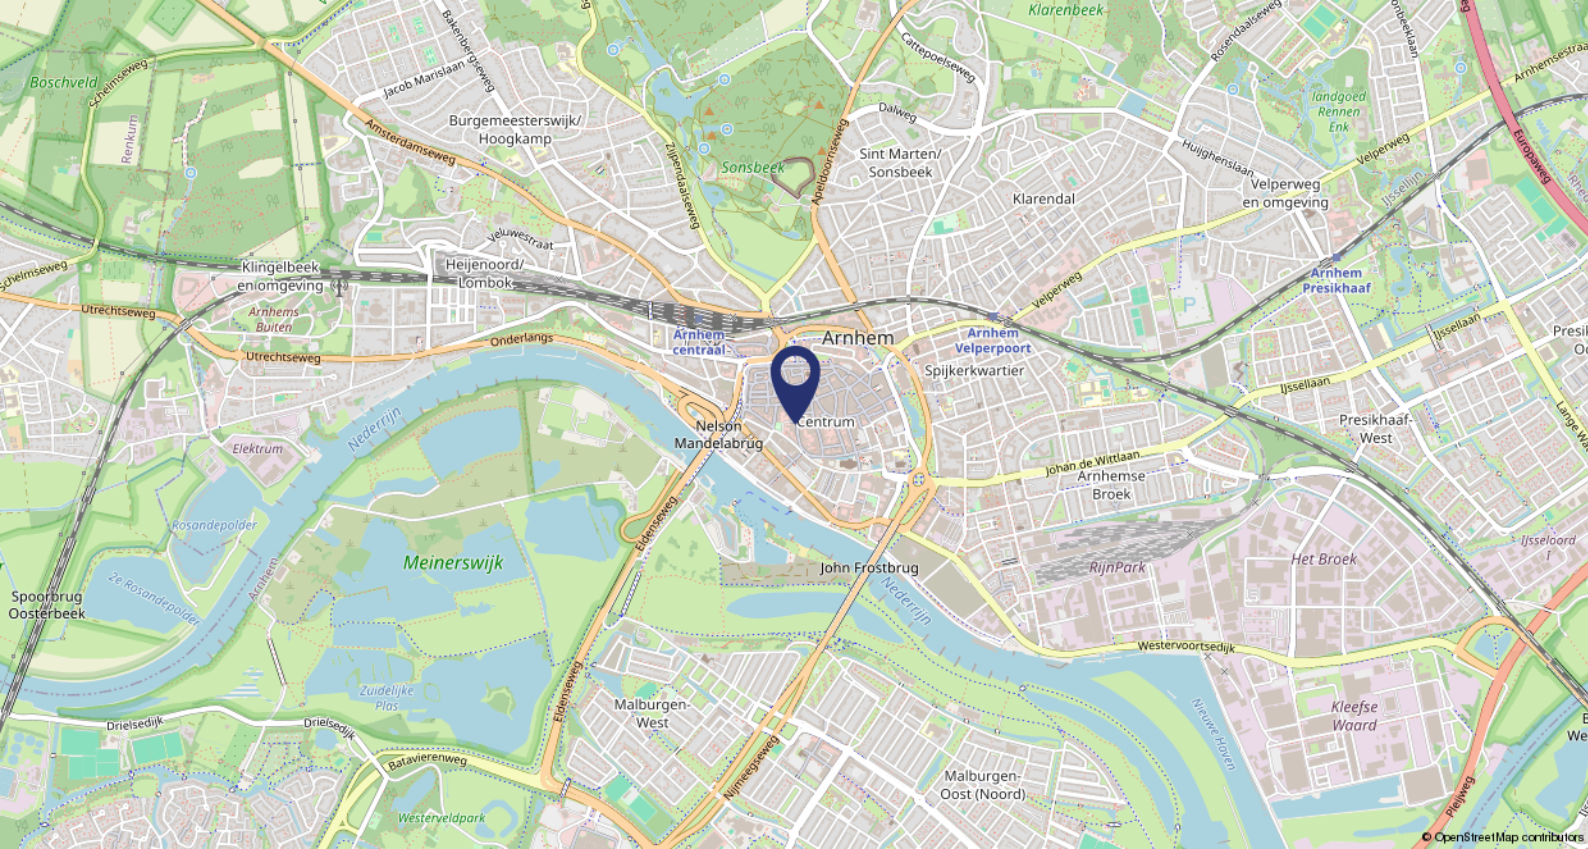 Klarenbeek
Bakenbergseweg
Cattepoelseweg
Rosendaalseweg
Boschveld
Schelmseweg
Jacob Marislaan
Arnhemsestraa
landgoed
Rennen
Enk
Burgemeesterswijk/
Hoogkamp
Dalweg
Renkum
Amsterdamseweg
Zijpendaalseweg
Sonsbeek
Apeldoornseweg
Sint Marten/
Sonsbeek
Huijghenslaan
Velperweg
Europaweg
Klarendal
Velperweg
en omgeving
IJssellijn
Veluwestraat
Schelmseweg
Klingelbeek
en omgeving
Heijenoord/
Lombok
Arnhem
Presikhaaf
Velperweg
Utrechtseweg
Arnhems
Buiten
Arnhem
centraal
Arnhem
Arnhem
Velperpoort
IJssellaan
Onderlangs
Utrechtseweg
Spijkerkwartier
IJssellaan
Nederrijn
Nelson
Mandelabrug
Centrum
Presikhaaf-
West
Elektrum
Johan de Wittlaan
Arnhemse
Broek
Rosandepolder
Eldenseweg
Meinerswijk
John Frostbrug
RijnPark
Het Broek
IJsseloord
I
2e Rosandepolder
Arnhem
Spoorbrug
Oosterbeek
Nederrijn
Westervoortsedijk
Zuidelijke
Plas
Eldenseweg
Malburgen-
West
Kleefse
Waard
Nieuwe Haven
Drielsedijk
Drielsedijk
Batavierenweg
Nijmeegseweg
Malburgen-
Oost (Noord)
Pleijweg
Westerveldpark
© OpenStreetMap contributors